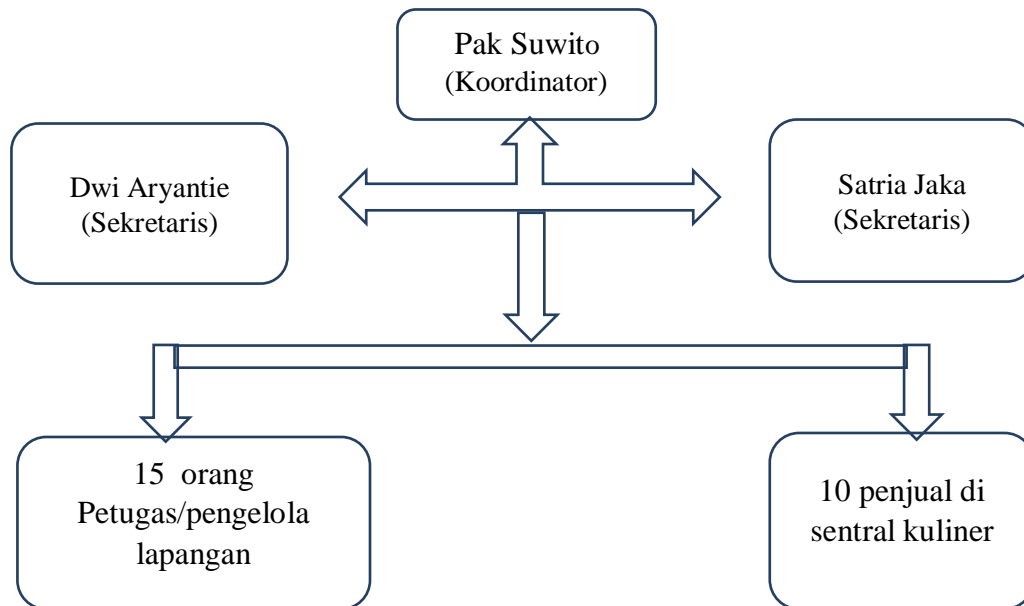 Pak Suwito
(Koordinator)
Dwi Aryantie
(Sekretaris)
Satria Jaka
(Sekretaris)
15 orang
Petugas/pengelola
lapangan
10 penjual di
sentral kuliner